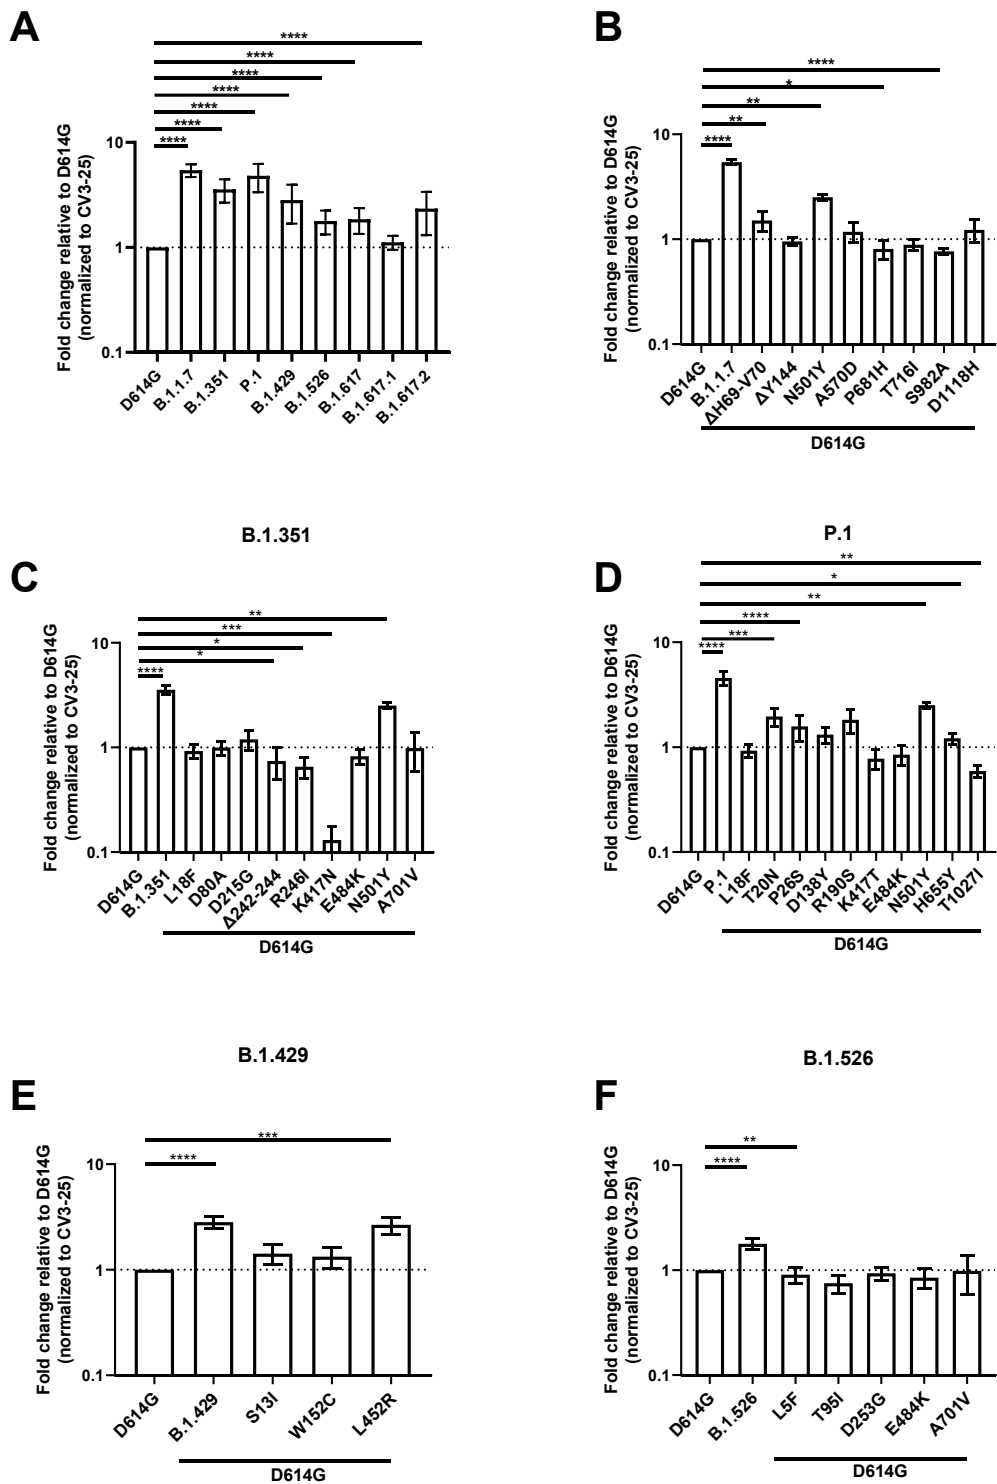 A
Fold change relative to D614G
(normalized to CV3-25)
****
****
****
****
****
****
****
10
1
0.1
D614G
B.1.1.7
B.1.351
P.1
B.1.429
B.1.526
B.1.617
B.1.617.1
B.1.617.2
B
Fold change relative to D614G
(normalized to CV3-25)
****
*
**
**
****
10
1
0.1
D614G
B.1.1.7
ΔH69-V70
ΔY144
N501Y
A570D
P681H
T716I
S982A
D1118H
D614G
B.1.351
C
Fold change relative to D614G
(normalized to CV3-25)
**
***
*
*
****
10
1
0.1
D614G
B.1.351
L18F
D80A
D215G
Δ242-244
R246I
K417N
E484K
N501Y
A701V
D614G
P.1
D
Fold change relative to D614G
(normalized to CV3-25)
**
*
**
****
***
****
10
1
0.1
D614G
P.1
L18F
T20N
P26S
D138Y
R190S
K417T
E484K
N501Y
H655Y
T1027I
D614G
B.1.429
E
Fold change relative to D614G
(normalized to CV3-25)
***
****
10
1
0.1
D614G
B.1.429
S13I
W152C
L452R
D614G
B.1.526
F
Fold change relative to D614G
(normalized to CV3-25)
**
****
10
1
0.1
D614G
B.1.526
L5F
T95I
D253G
E484K
A701V
D614G